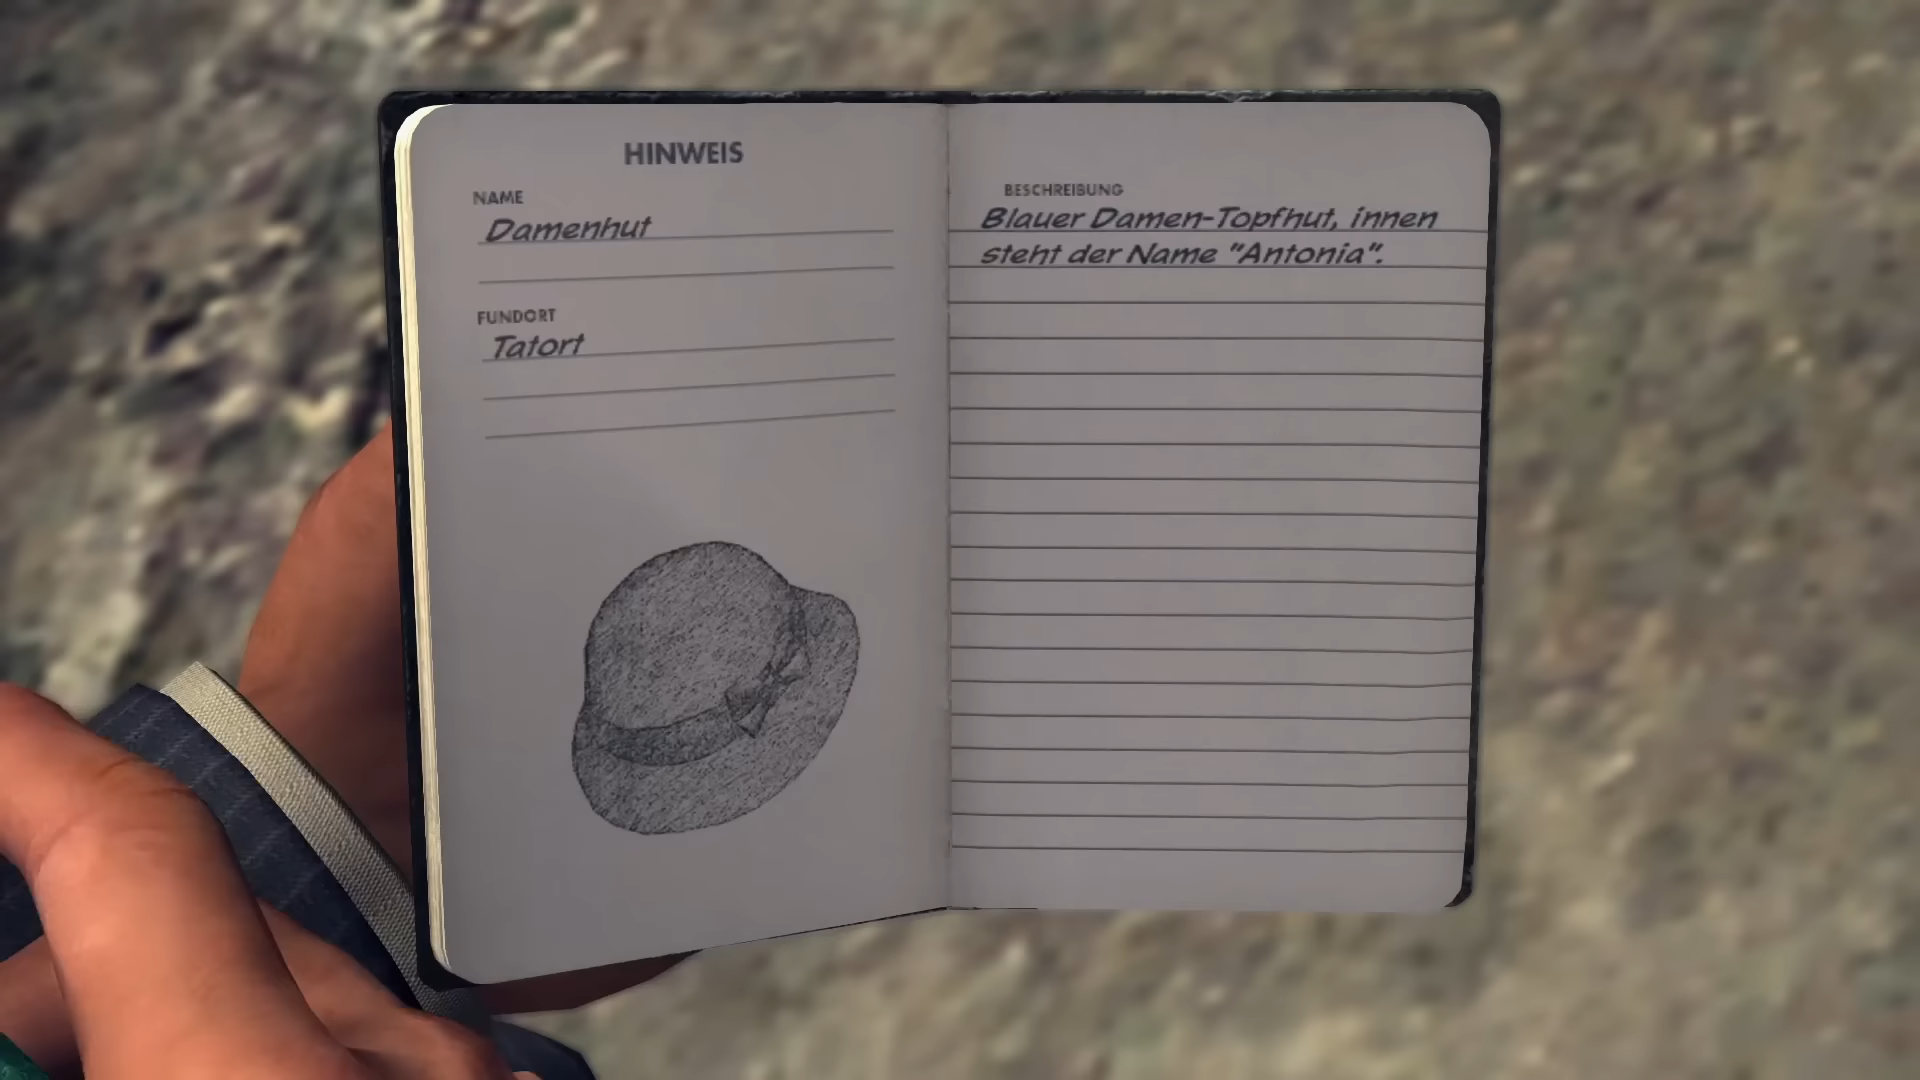 HINWEIS
NAME
Damenhut
FUNDORT
Tatort
BESCHREIBUNG
Blauer Damen-Topfhut, innen
steht der Name "Antonia".